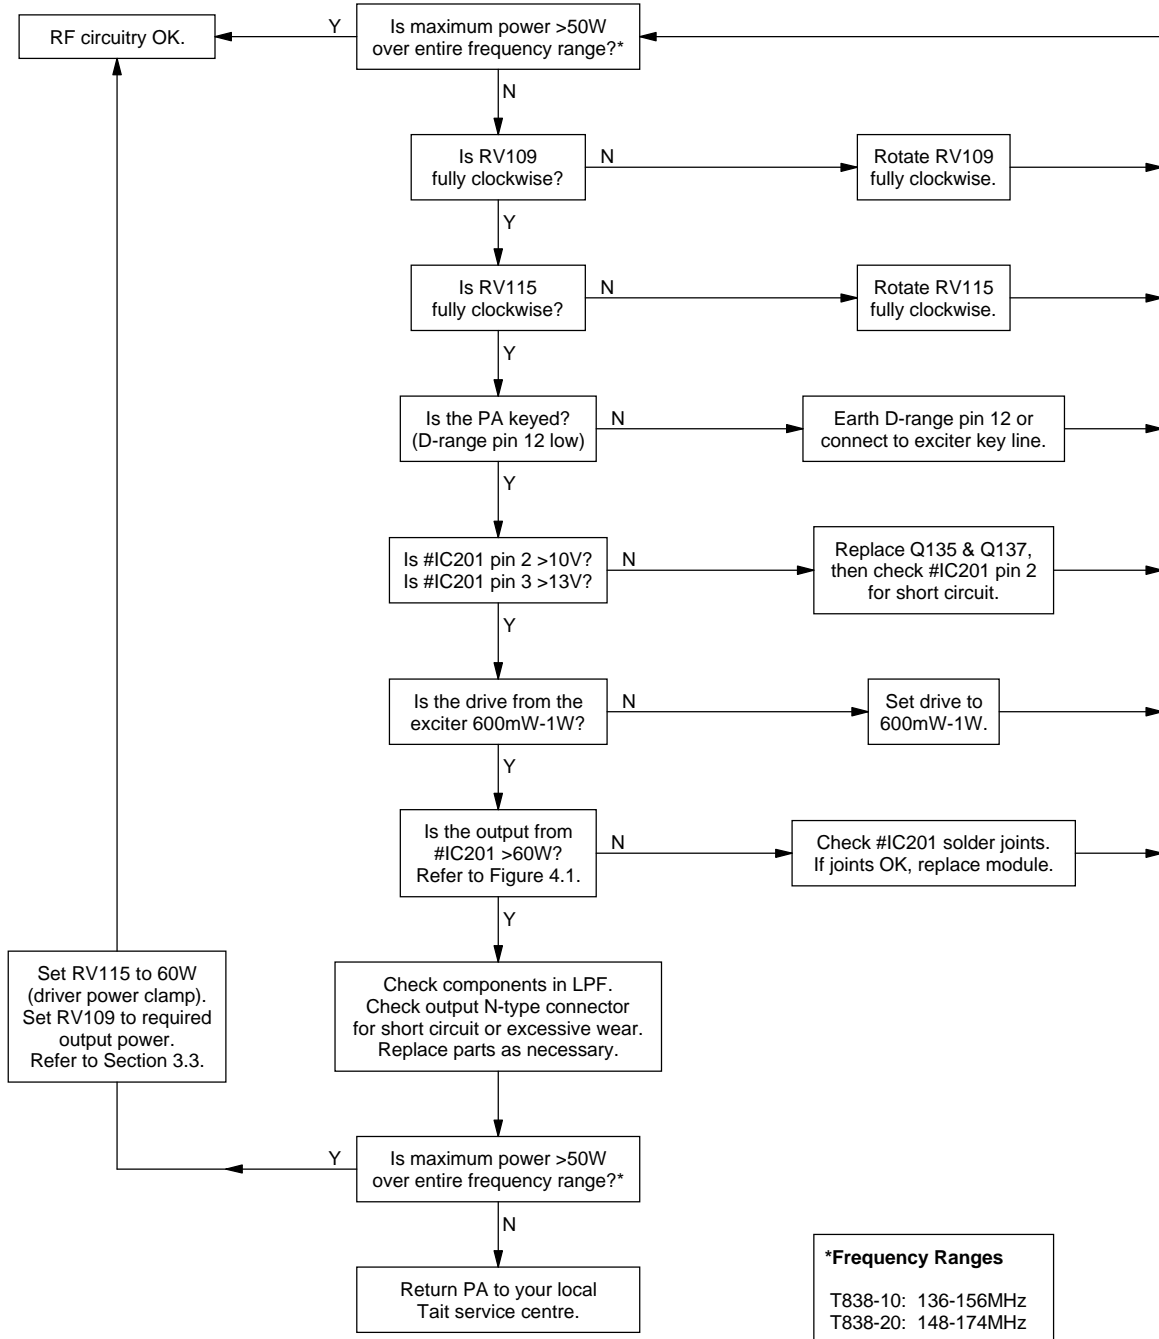 RF circuitry OK.
Y
Is maximum power >50W
over entire frequency range?*
N
Is RV109
fully clockwise?
N
Rotate RV109
fully clockwise.
Y
Is RV115
fully clockwise?
N
Rotate RV115
fully clockwise.
Y
Is the PA keyed?
(D-range pin 12 low)
N
Earth D-range pin 12 or
connect to exciter key line.
Y
Is #IC201 pin 2 >10V?
Is #IC201 pin 3 >13V?
N
Replace Q135 & Q137,
then check #IC201 pin 2
for short circuit.
Y
Is the drive from the
exciter 600mW-1W?
N
Set drive to
600mW-1W.
Y
Is the output from
#IC201 >60W?
Refer to Figure 4.1.
N
Check #IC201 solder joints.
If joints OK, replace module.
Y
Set RV115 to 60W
(driver power clamp).
Set RV109 to required
output power.
Refer to Section 3.3.
Check components in LPF.
Check output N-type connector
for short circuit or excessive wear.
Replace parts as necessary.
Y
Is maximum power >50W
over entire frequency range?*
N
Return PA to your local
Tait service centre.
*Frequency Ranges
T838-10: 136-156MHz
T838-20: 148-174MHz